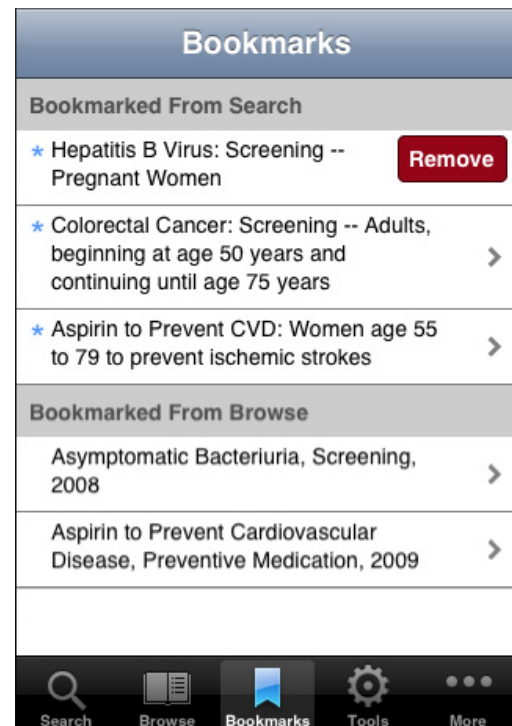 Bookmarks
Bookmarked From Search
* Hepatitis B Virus: Screening --
Pregnant Women
Remove
* Colorectal Cancer: Screening -- Adults,
beginning at age 50 years and
continuing until age 75 years
* Aspirin to Prevent CVD: Women age 55
to 79 to prevent ischemic strokes
Bookmarked From Browse
Asymptomatic Bacteriuria, Screening,
2008
Aspirin to Prevent Cardiovascular
Disease, Preventive Medication, 2009
Search Browse Bookmarks Tools More